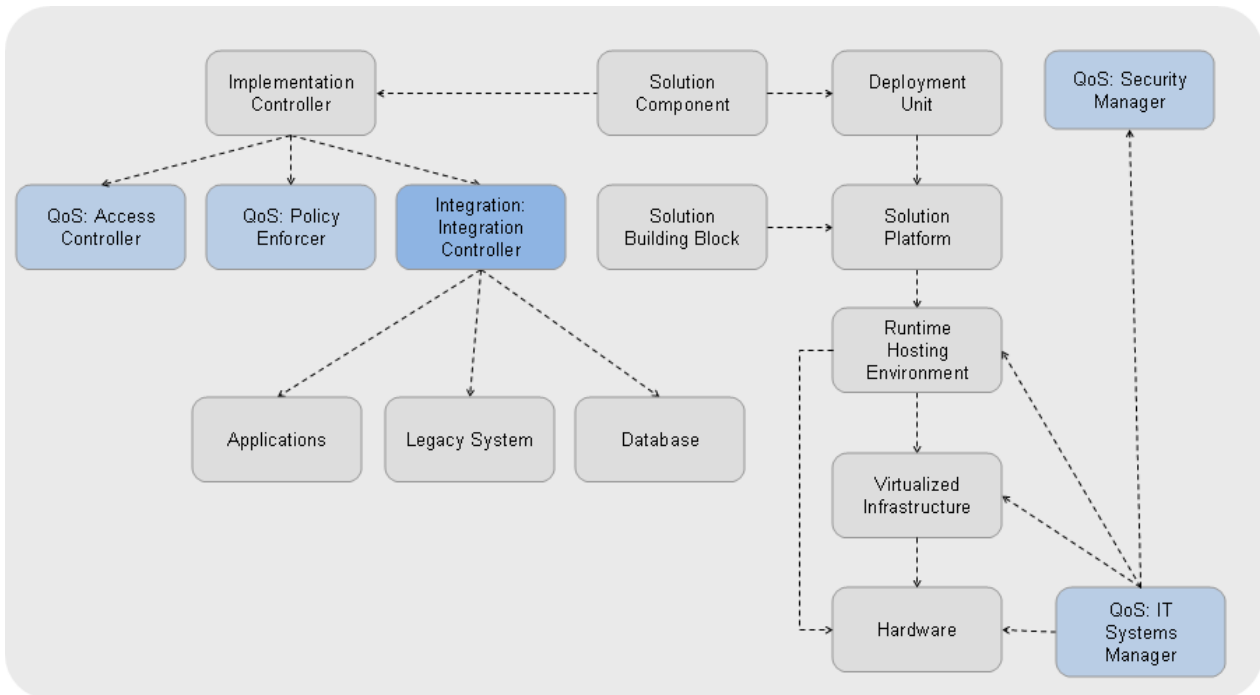 Implementation
Controller
Solution
Component
Deployment
Unit
QoS: Security
Manager
QoS: Access
Controller
QoS: Policy
Enforcer
Integration:
Integration
Controller
Solution
Building Block
Solution
Platform
Runtime
Hosting
Environment
Applications
Legacy System
Database
Virtualized
Infrastructure
Hardware
QoS: IT
Systems
Manager